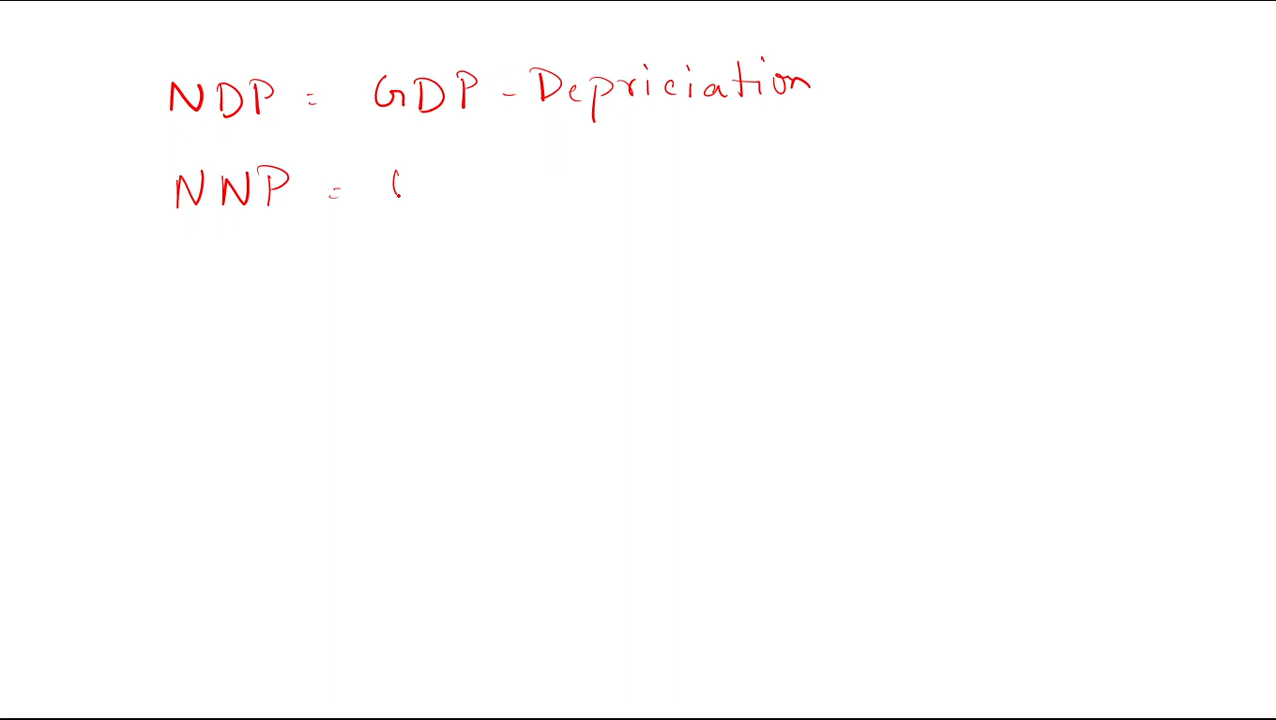 NDP = GDP - Depriciation
NNP = (